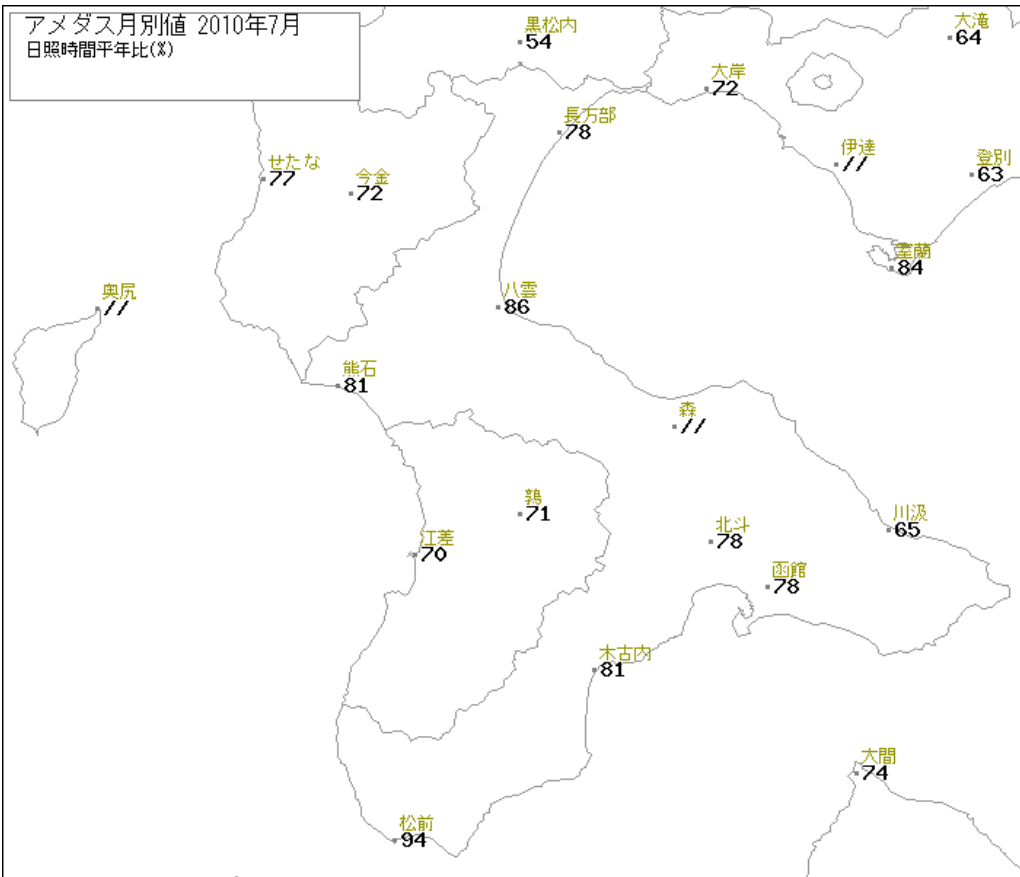 アメダス月別値 2010年7月
日照時間平年比(%)
黒松内
54
大滝
64
大岸
72
長万部
78
伊達
//
登別
63
せたな
77
今金
72
室蘭
84
奥尻
//
八雲
86
熊石
81
森
//
鶉
71
川汲
65
北斗
78
江差
70
函館
78
木古内
81
大間
74
松前
94